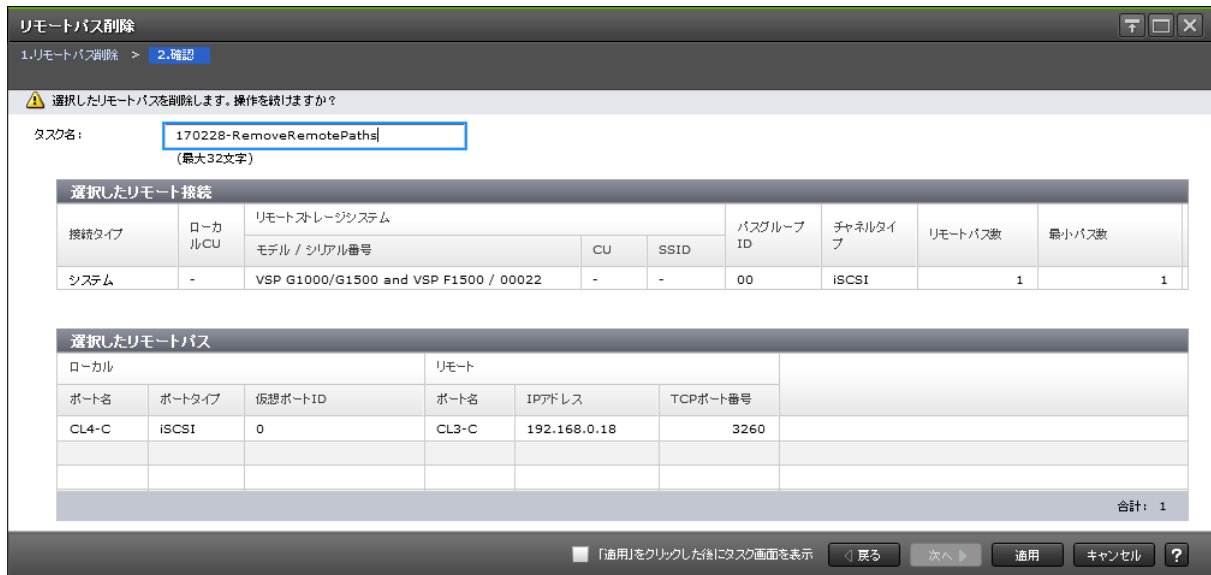 リモートパス削除
1.リモートパス削除 > 2.確認
選択したリモートパスを削除します。操作を続けますか?
タスク名: 170228-RemoveRemotePaths
(最大32文字)
選択したリモート接続
接続タイプ ローカルCU リモートストレージシステム パスグループID チャネルタイプ リモートパス数 最小パス数
モデル / シリアル番号 CU SSID
システム - VSP G1000/G1500 and VSP F1500 / 00022 - - 00 iSCSI 1 1
選択したリモートパス
ローカル リモート
ポート名 ポートタイプ 仮想ポートID ポート名 IPアドレス TCPポート番号
CL4-C iSCSI 0 CL3-C 192.168.0.18 3260
合計: 1
「適用」をクリックした後にタスク画面を表示 戻る 次へ 適用 キャンセル ?